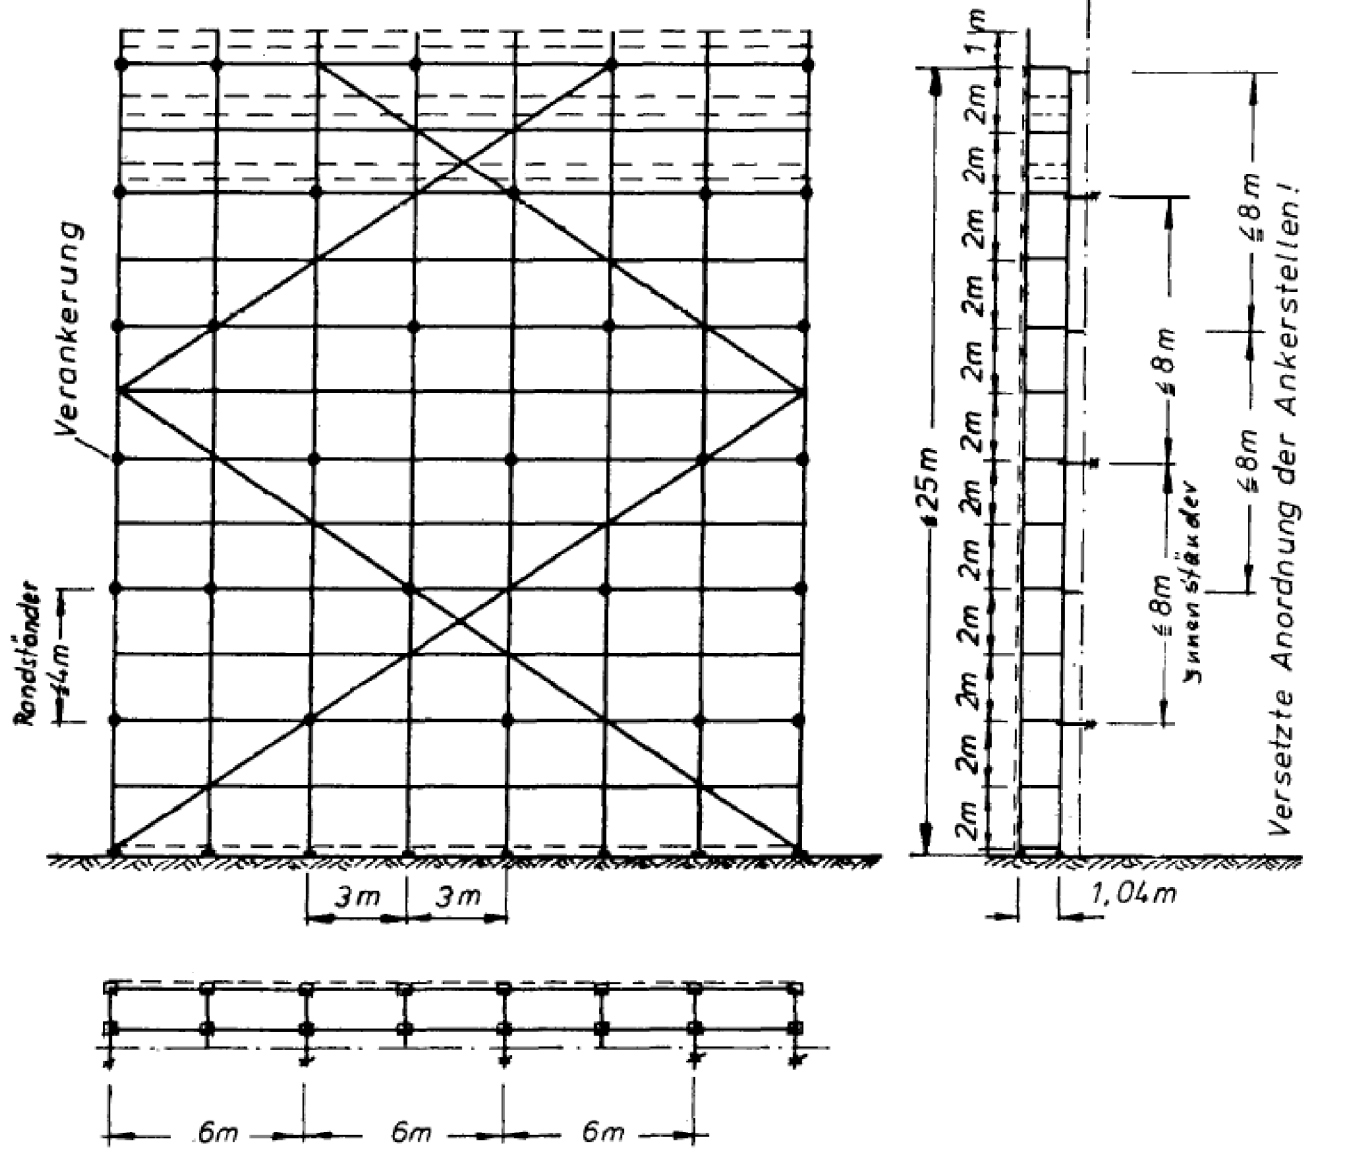 Verankerung
Randständer
≦4m
3m
3m
≦25m
1m
2m
2m
2m
2m
2m
2m
2m
2m
2m
2m
2m
2m
≦8m
≦8m
Innenständer
≦8m
≦8m
Versetzte Anordnung der Ankerstellen!
1,04m
6m
6m
6m